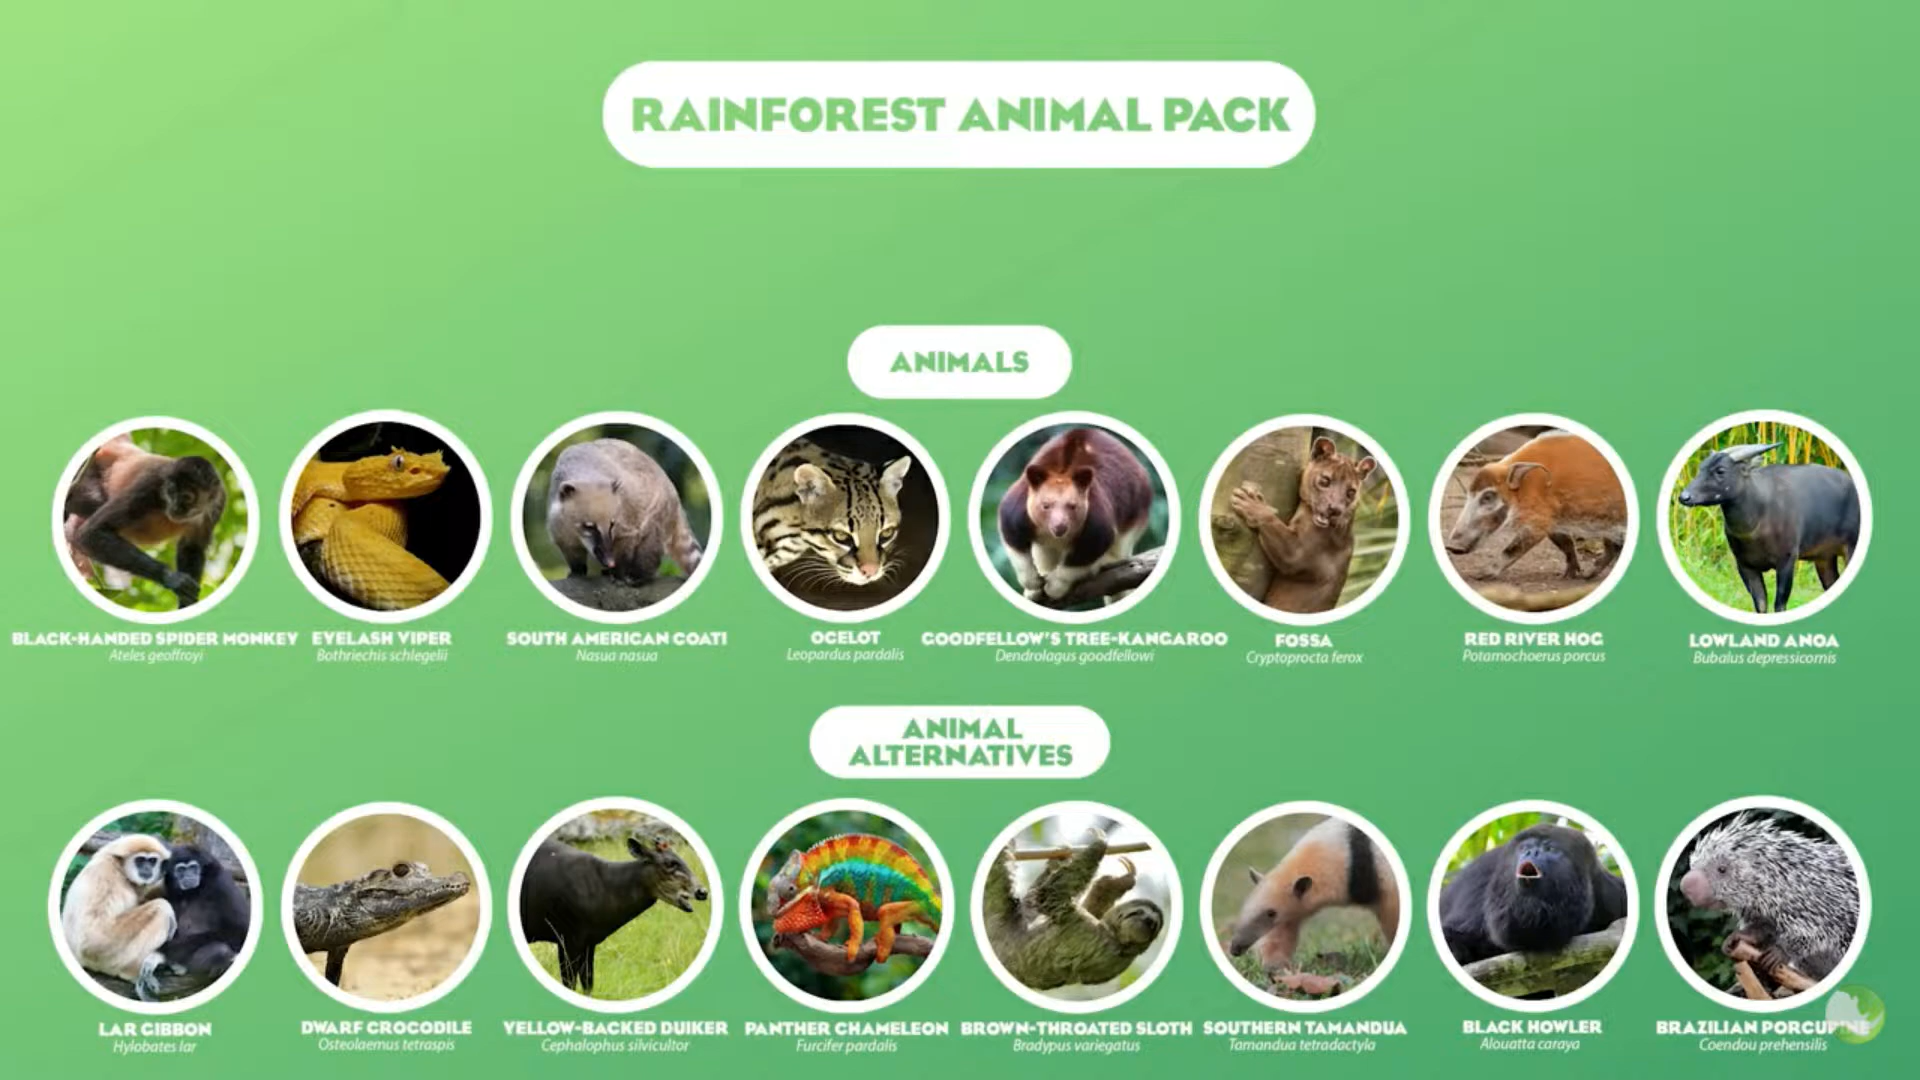 RAINFOREST ANIMAL PACK
ANIMALS
BLACK-HANDED SPIDER MONKEY
Ateles geoffroyi
EYELASH VIPER
Bothriechis schlegelii
SOUTH AMERICAN COATI
Nasua nasua
OCELOT
Leopardus pardalis
GOODFELLOW'S TREE-KANGAROO
Dendrolagus goodfellowi
FOSSA
Cryptoprocta ferox
RED RIVER HOG
Potamochoerus porcus
LOWLAND ANOA
Bubalus depressicornis
ANIMAL
ALTERNATIVES
LAR GIBBON
Hylobates lar
DWARF CROCODILE
Osteolaemus tetraspis
YELLOW-BACKED DUIKER
Cephalophus silvicultor
PANTHER CHAMELEON
Furcifer pardalis
BROWN-THROATED SLOTH
Bradypus variegatus
SOUTHERN TAMANDUA
Tamandua tetradactyla
BLACK HOWLER
Alouatta caraya
BRAZILIAN PORCUPINE
Coendou prehensilis